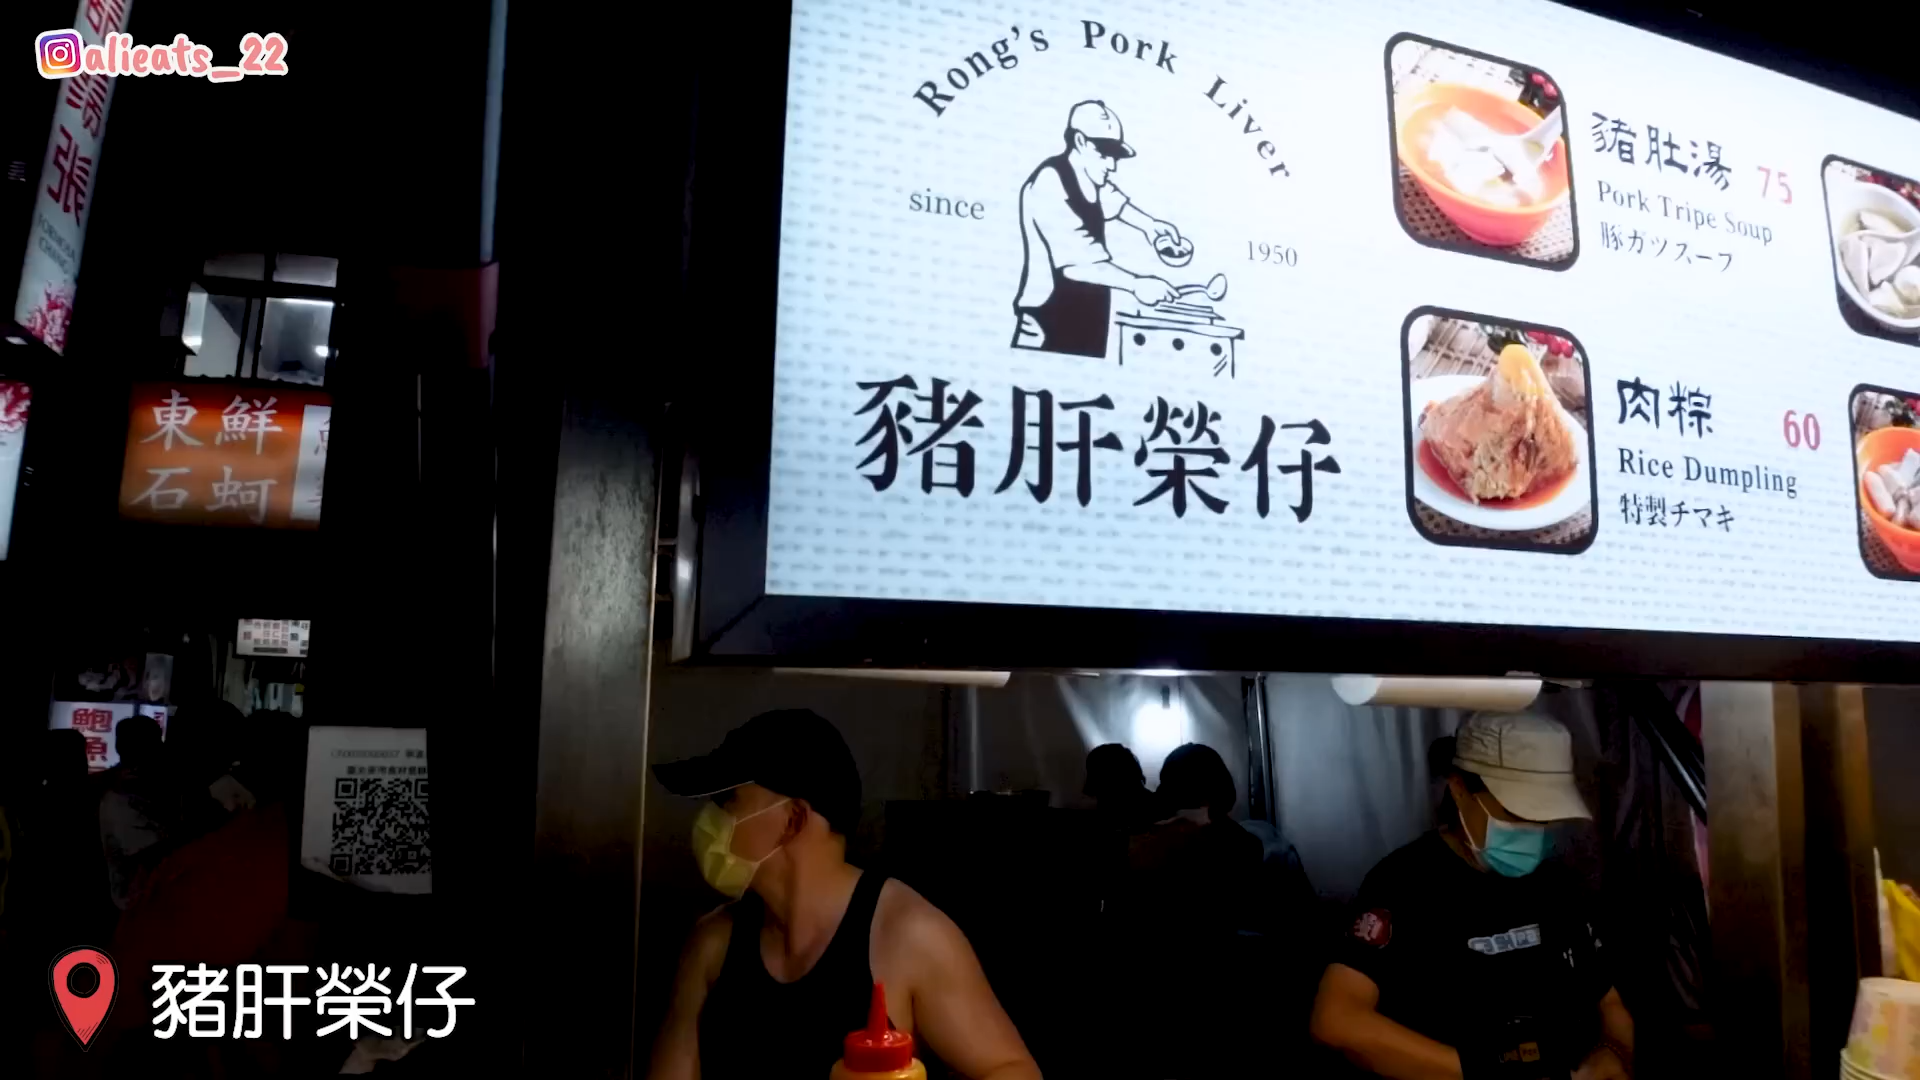 alieats_22
Rong's Pork Liver
since
1950
豬肝榮仔
豬肚湯 75
Pork Tripe Soup
豚ガツスープ
肉粽 60
Rice Dumpling
特製チマキ
東鮮
石蚵
鮑
魚
豬肝榮仔